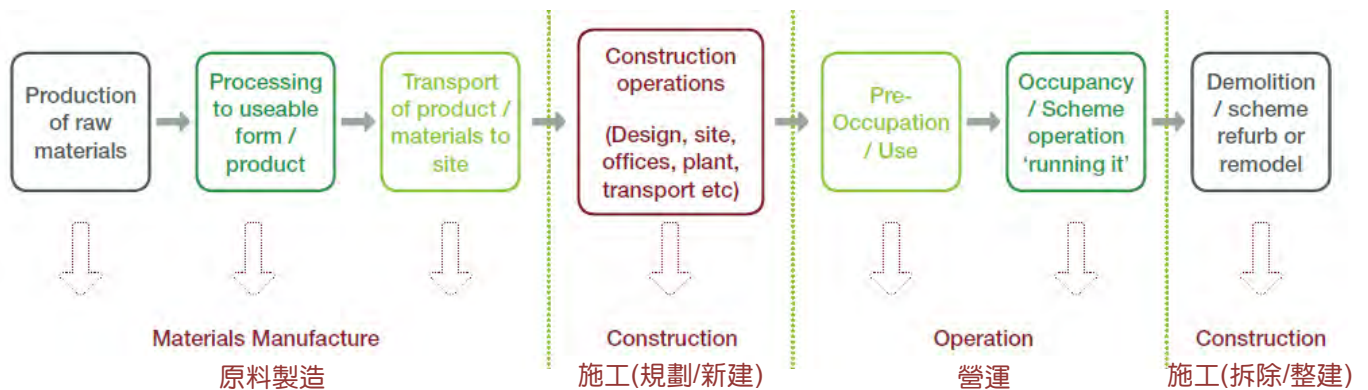 Production
of raw
materials
Processing
to useable
form /
product
Transport
of product /
materials to
site
Construction
operations
(Design, site,
offices, plant,
transport etc)
Pre-
Occupation
/ Use
Occupancy
/ Scheme
operation
‘running it’
Demolition
/ scheme
refurb or
remodel
Materials Manufacture
原料製造
Construction
施工(規劃/新建)
Operation
營運
Construction
施工(拆除/整建)